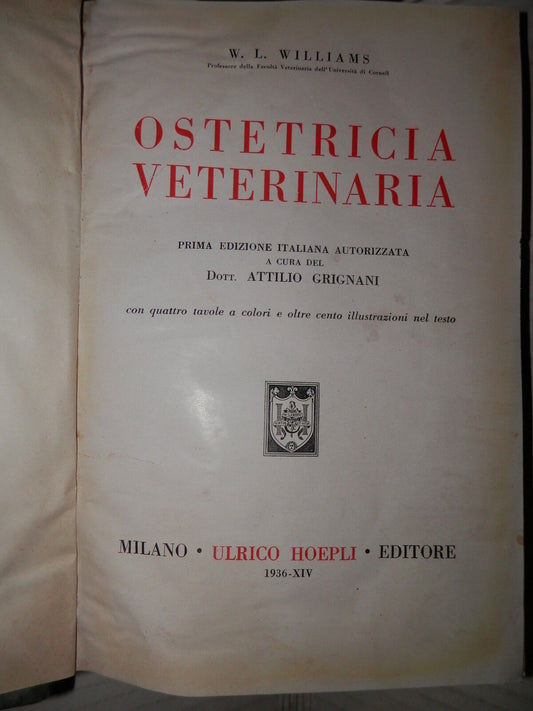 W. L. WILLIAMS
Professore della Facoltà Veterinaria dell'Università di Cornell
OSTETRICIA
VETERINARIA
PRIMA EDIZIONE ITALIANA AUTORIZZATA
A CURA DEL
DOTT. ATTILIO GRIGNANI
con quattro tavole a colori e oltre cento illustrazioni nel testo
MILANO • ULRICO HOEPLI • EDITORE
1936-XIV